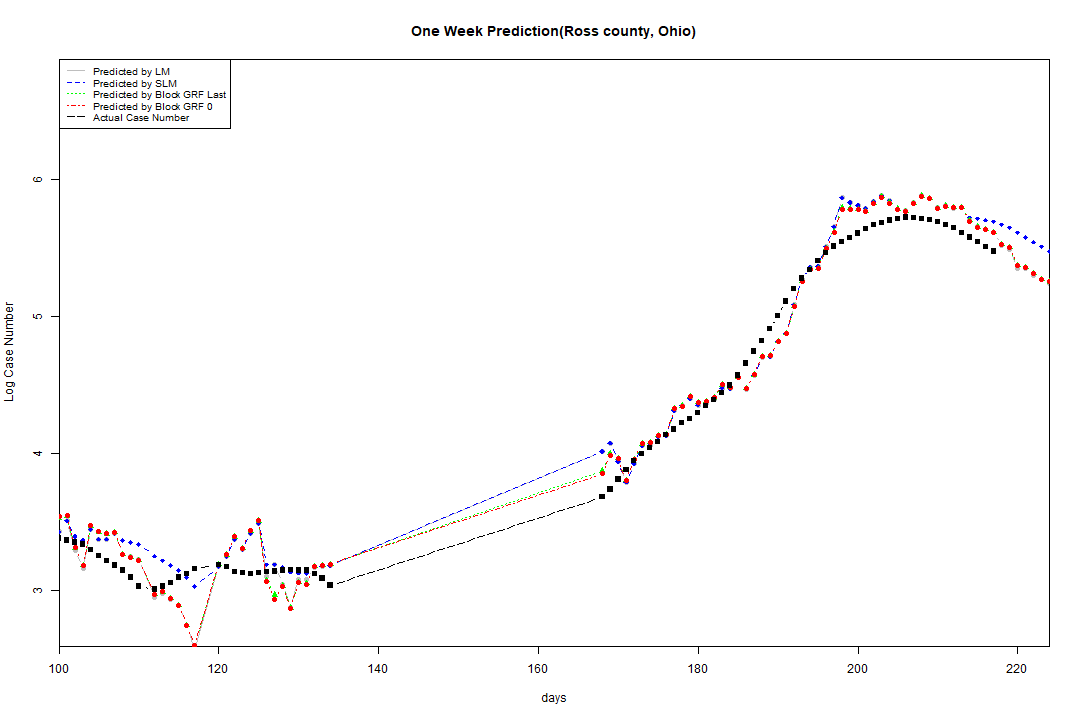 One Week Prediction(Ross county, Ohio)
Predicted by LM
Predicted by SLM
Predicted by Block GRF Last
Predicted by Block GRF 0
Actual Case Number
6
5
4
3
Log Case Number
100 120 140 160 180 200 220
days